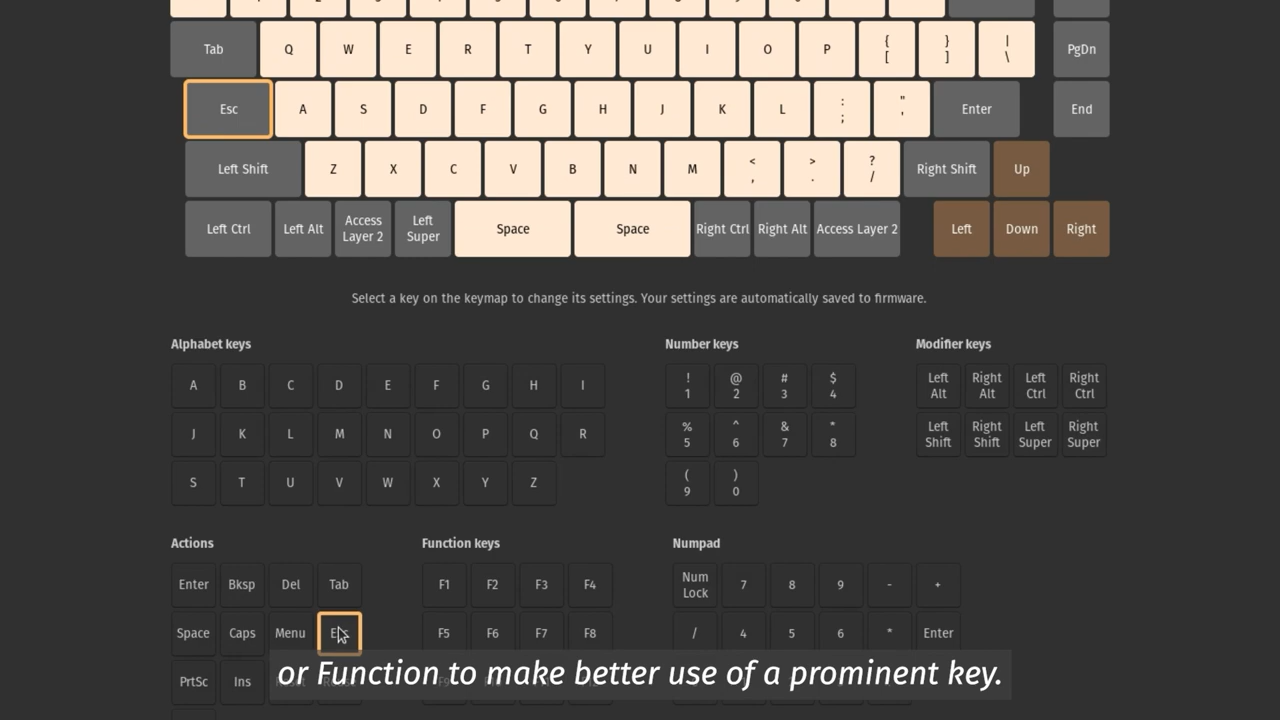 Tab Q W E R T Y U I O P { [ } ] | \ PgDn
Esc A S D F G H J K L : ; " ' Enter End
Left Shift Z X C V B N M < , > . ? / Right Shift Up
Left Ctrl Left Alt Access Layer 2 Left Super Space Space Right Ctrl Right Alt Access Layer 2 Left Down Right
Select a key on the keymap to change its settings. Your settings are automatically saved to firmware.
Alphabet keys
A B C D E F G H I
J K L M N O P Q R
S T U V W X Y Z
Number keys
! 1 @ 2 # 3 $ 4
% 5 ^ 6 & 7 * 8
( 9 ) 0
Modifier keys
Left Alt Right Alt Left Ctrl Right Ctrl
Left Shift Right Shift Left Super Right Super
Actions
Enter Bksp Del Tab
Space Caps Menu Esc
PrtSc Ins
Function keys
F1 F2 F3 F4
F5 F6 F7 F8
Numpad
Num Lock 7 8 9 - +
/ 4 5 6 * Enter
or Function to make better use of a prominent key.